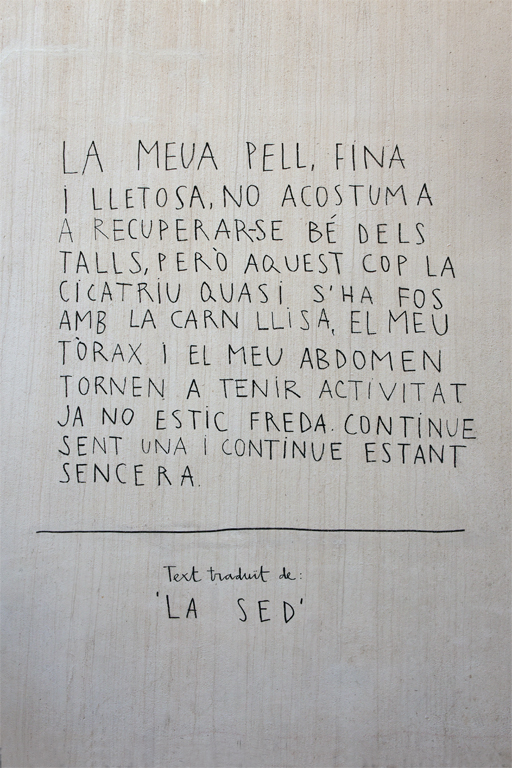 LA MEUA PELL, FINA
I LLETOSA, NO ACOSTUMA
A RECUPERAR-SE BÉ DELS
TALLS, PERÒ AQUEST COP LA
CICATRIU QUASI S'HA FOS
AMB LA CARN LLISA, EL MEU
TÒRAX I EL MEU ABDOMEN
TORNEN A TENIR ACTIVITAT
JA NO ESTIC FREDA. CONTINUE
SENT UNA I CONTINUE ESTANT
SENCERA.
Text traduït de:
'LA SED'